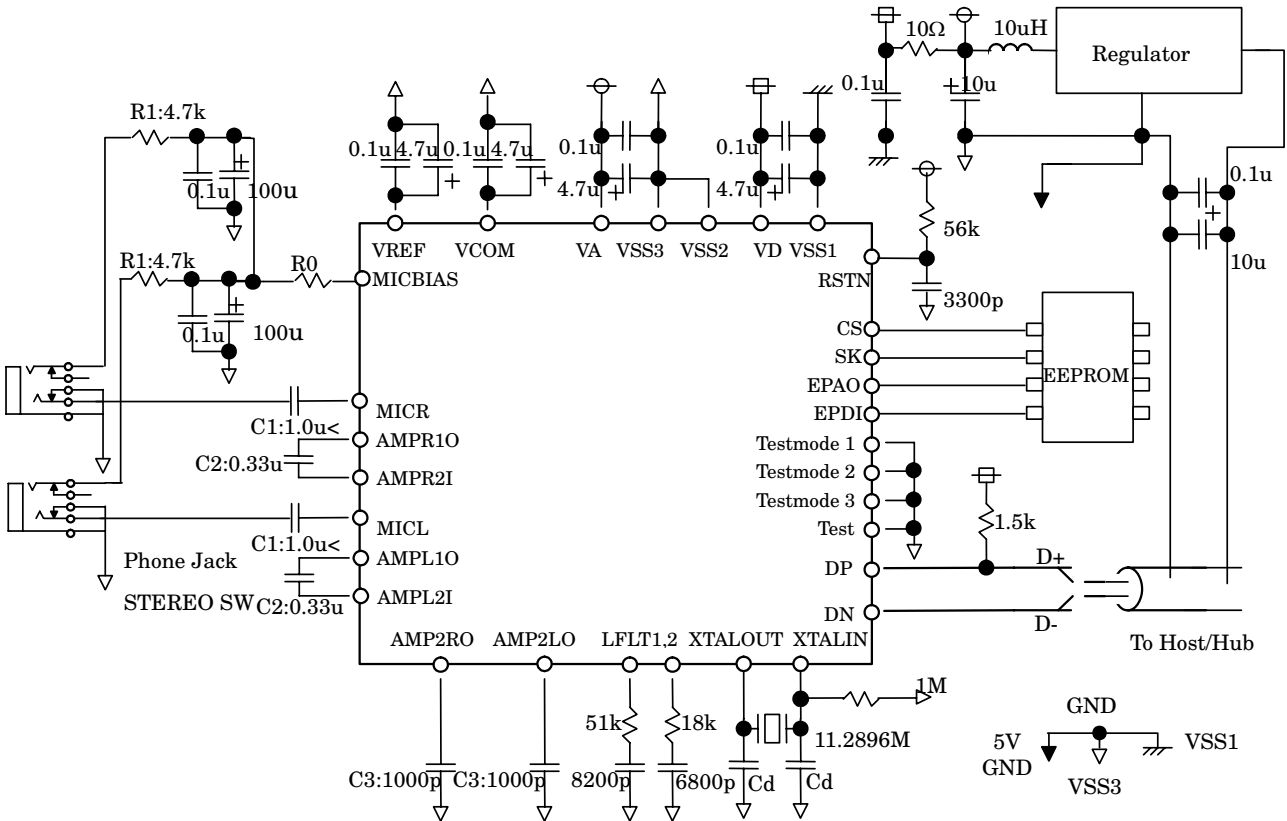 10Ω
10uH
Regulator
0.1u
+
10u
R1:4.7k
0.1u
+
100u
0.1u
4.7u
+
0.1u
4.7u
+
0.1u
4.7u
+
0.1u
4.7u
+
0.1u
+
10u
56k
3300p
VREF
VCOM
VA
VSS3
VSS2
VD
VSS1
R1:4.7k
R0
MICBIAS
RSTN
0.1u
+
100u
CS
SK
EPAO
EPDI
EEPROM
MICR
C1:1.0u<
AMPR1O
C2:0.33u
AMPR2I
Testmode 1
Testmode 2
Testmode 3
Test
1.5k
MICL
C1:1.0u<
Phone Jack
STEREO SW
AMPL1O
C2:0.33u
AMPL2I
DP
D+
DN
D-
To Host/Hub
AMP2RO
AMP2LO
LFLT1,2
XTALOUT
XTALIN
1M
51k
18k
11.2896M
C3:1000p
C3:1000p
8200p
6800p
Cd
Cd
GND
5V
GND
VSS1
VSS3